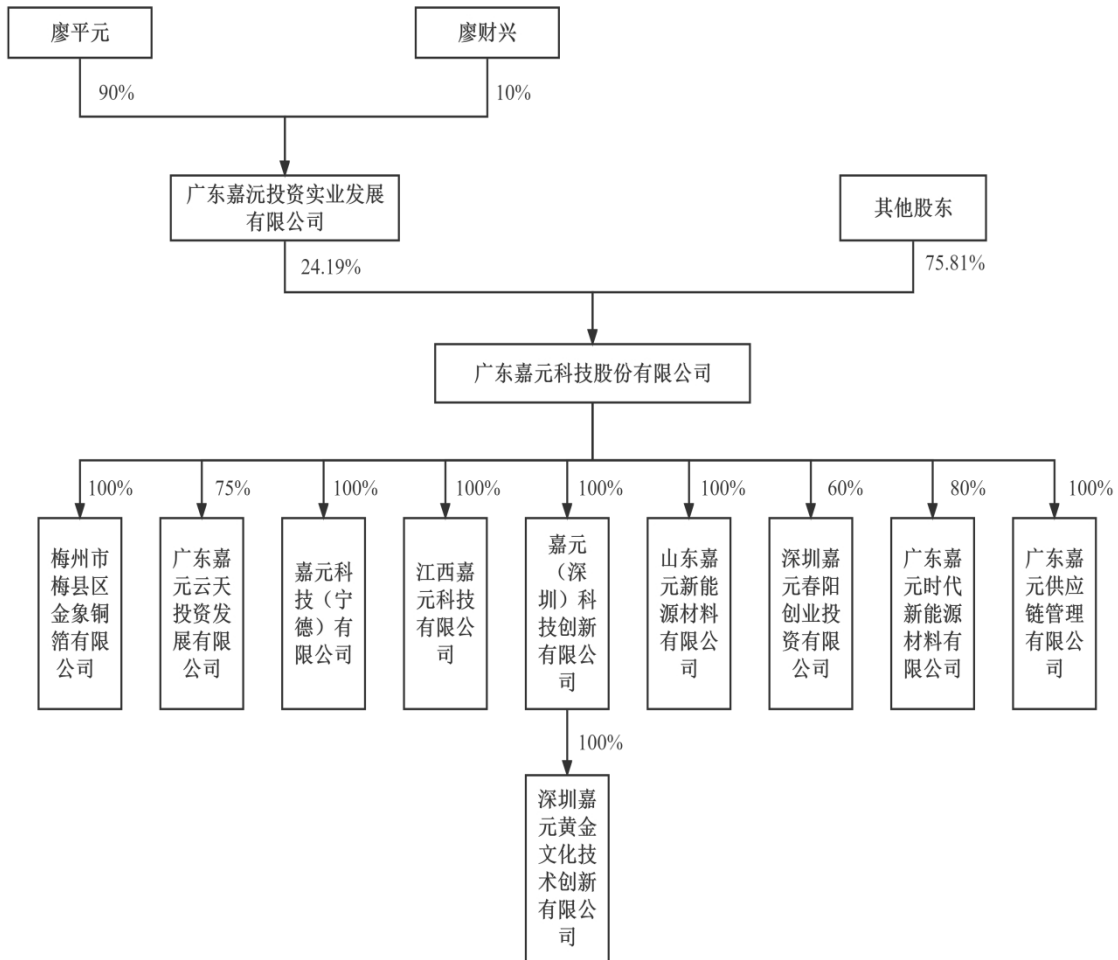 廖平元
廖财兴
90%
10%
广东嘉沅投资实业发展
有限公司
其他股东
24.19%
75.81%
广东嘉元科技股份有限公司
100%
75%
100%
100%
100%
100%
60%
80%
100%
梅州市
梅县区
金象铜
箔有限
公司
广东嘉
元云天
投资发
展有限
公司
嘉元科
技（宁
德）有
限公司
江西嘉
元科技
有限公
司
嘉元
（深
圳）科
技创新
有限公
司
山东嘉
元新能
源材料
有限公
司
深圳嘉
元春阳
创业投
资有限
公司
广东嘉
元时代
新能源
材料有
限公司
广东嘉
元供应
链管理
有限公
司
100%
深圳嘉
元黄金
文化技
术创新
有限公
司